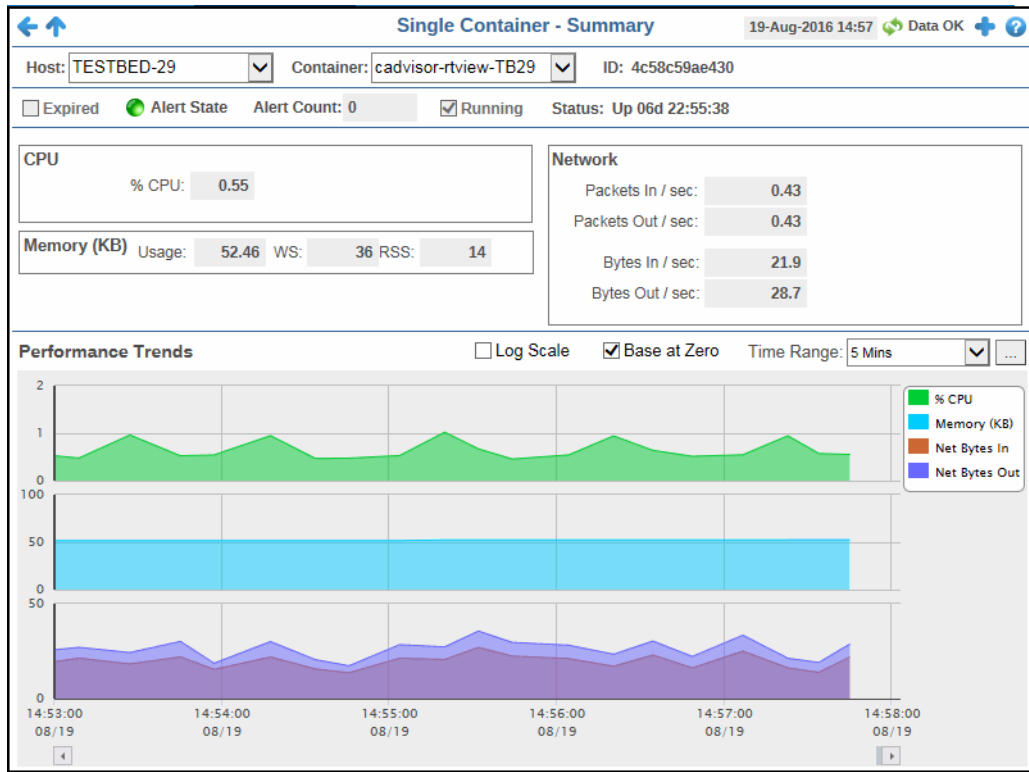 Single Container - Summary 19-Aug-2016 14:57 Data OK
Host: TESTBED-29 Container: cadvisor-rtview-TB29 ID: 4c58c59ae430
Expired Alert State Alert Count: 0 Running Status: Up 06d 22:55:38
CPU
% CPU: 0.55
Memory (KB) Usage: 52.46 WS: 36 RSS: 14
Network
Packets In / sec: 0.43
Packets Out / sec: 0.43
Bytes In / sec: 21.9
Bytes Out / sec: 28.7
Performance Trends Log Scale Base at Zero Time Range: 5 Mins ...
2
1
0
100
50
0
50
0
% CPU
Memory (KB)
Net Bytes In
Net Bytes Out
14:53:00 14:54:00 14:55:00 14:56:00 14:57:00 14:58:00
08/19 08/19 08/19 08/19 08/19 08/19